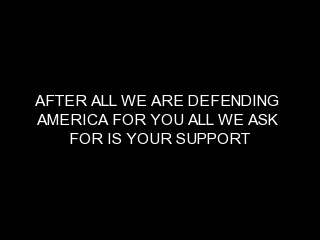 AFTER ALL WE ARE DEFENDING
AMERICA FOR YOU ALL WE ASK
FOR IS YOUR SUPPORT